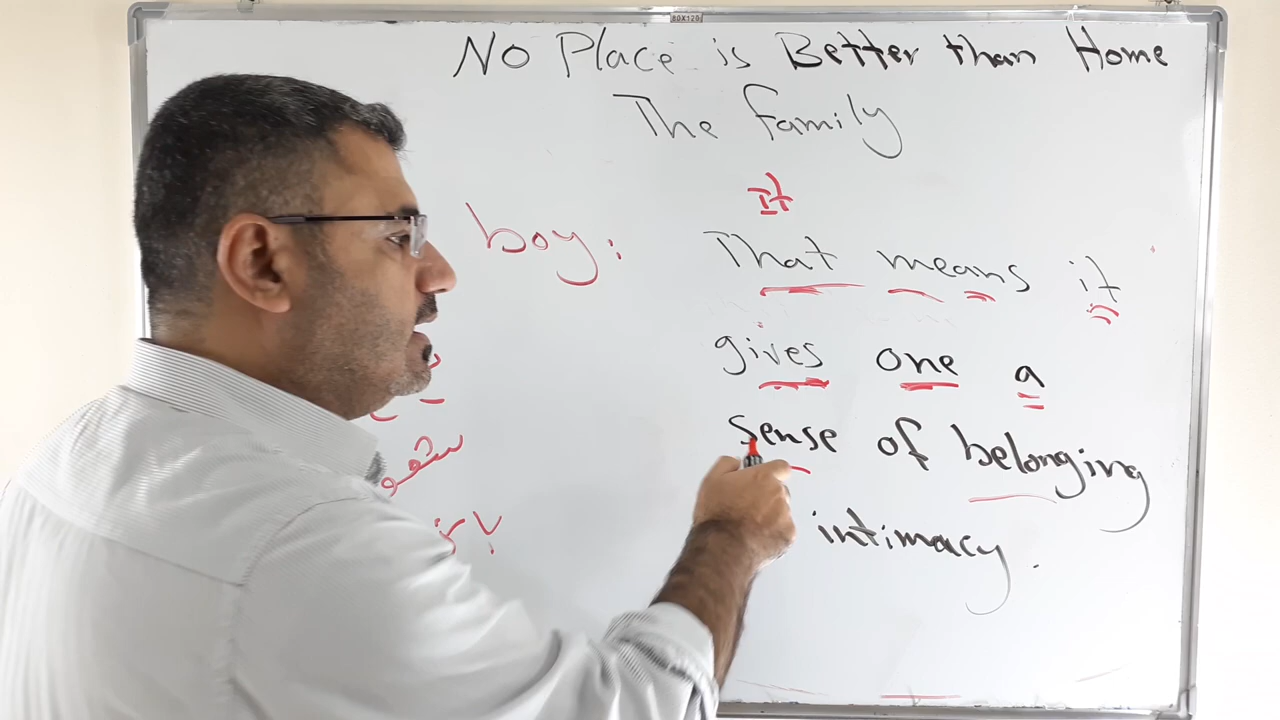 80X120
No Place is Better than Home
The family
it
boy:
That means it
gives one a
sense of belonging
intimacy.